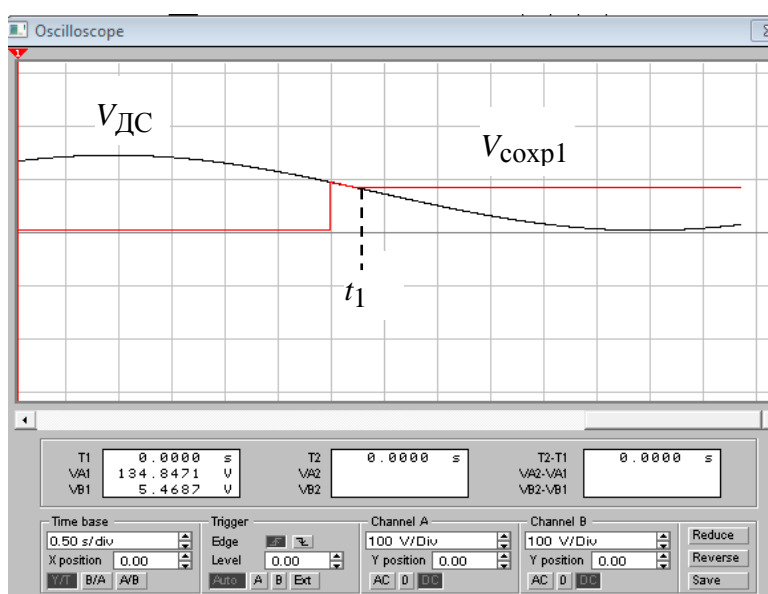 Oscilloscope
1
VДС
Vсохр1
t1
T1 0.0000 s
VA1 134.8471 V
VB1 5.4687 V
T2 0.0000 s
VA2
VB2
T2-T1 0.0000 s
VA2-VA1
VB2-VB1
Time base
0.50 s/div
X position 0.00
Y/T B/A A/B
Trigger
Edge
Level 0.00
Auto A B Ext
Channel A
100 V/Div
Y position 0.00
AC 0 DC
Channel B
100 V/Div
Y position 0.00
AC 0 DC
Reduce
Reverse
Save